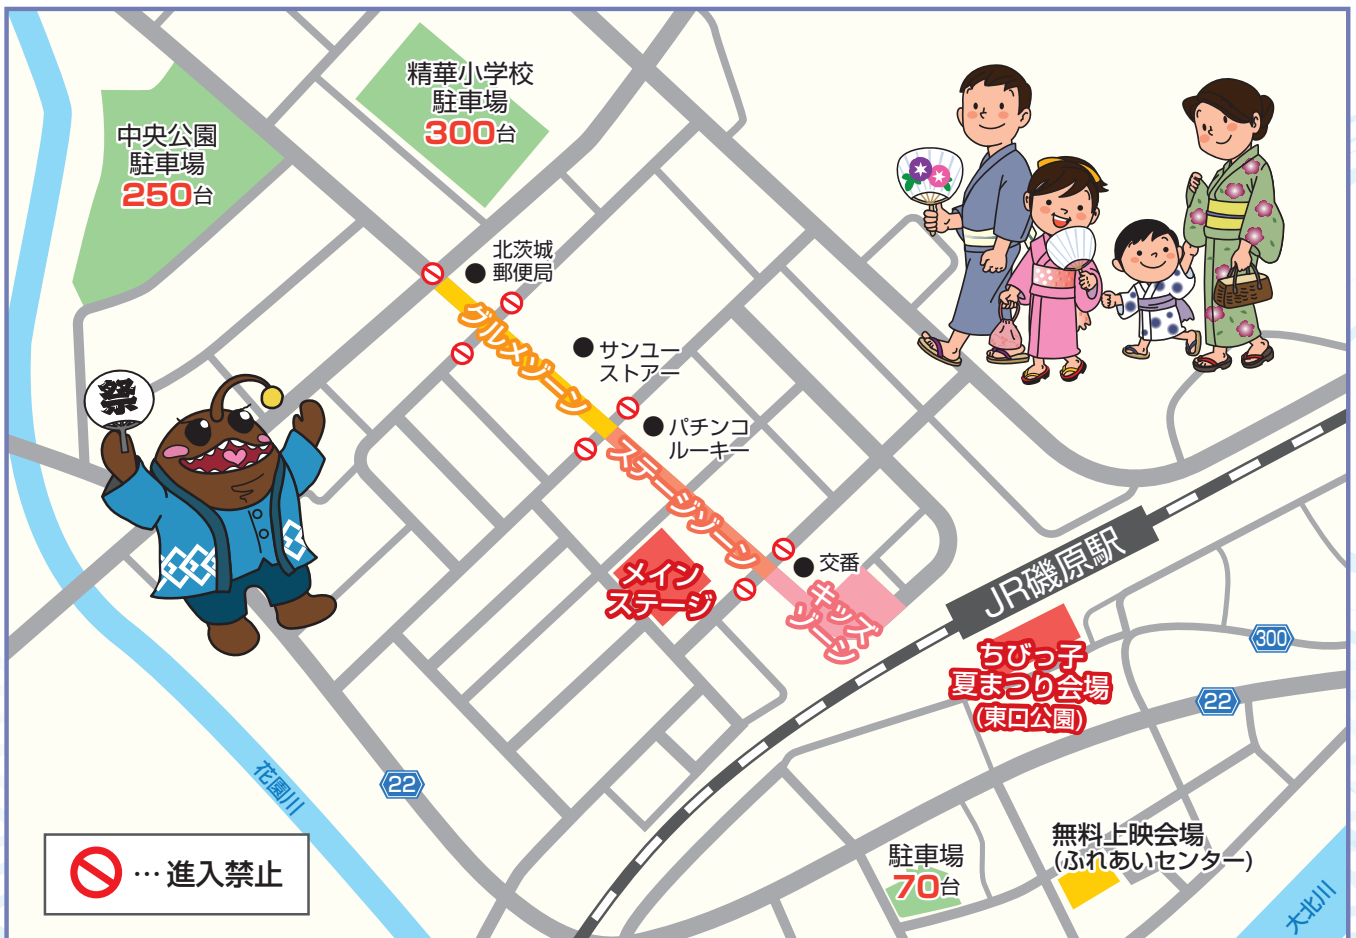 精華小学校
駐車場
300台
中央公園
駐車場
250台
北茨城
郵便局
グルメゾーン
サンユー
ストアー
祭
パチンコ
ルーキー
ステージゾーン
メイン
ステージ
交番
キッズ
ゾーン
JR磯原駅
ちびっ子
夏まつり会場
(東口公園)
300
22
花園川
22
無料上映会場
(ふれあいセンター)
駐車場
70台
大北川
…進入禁止